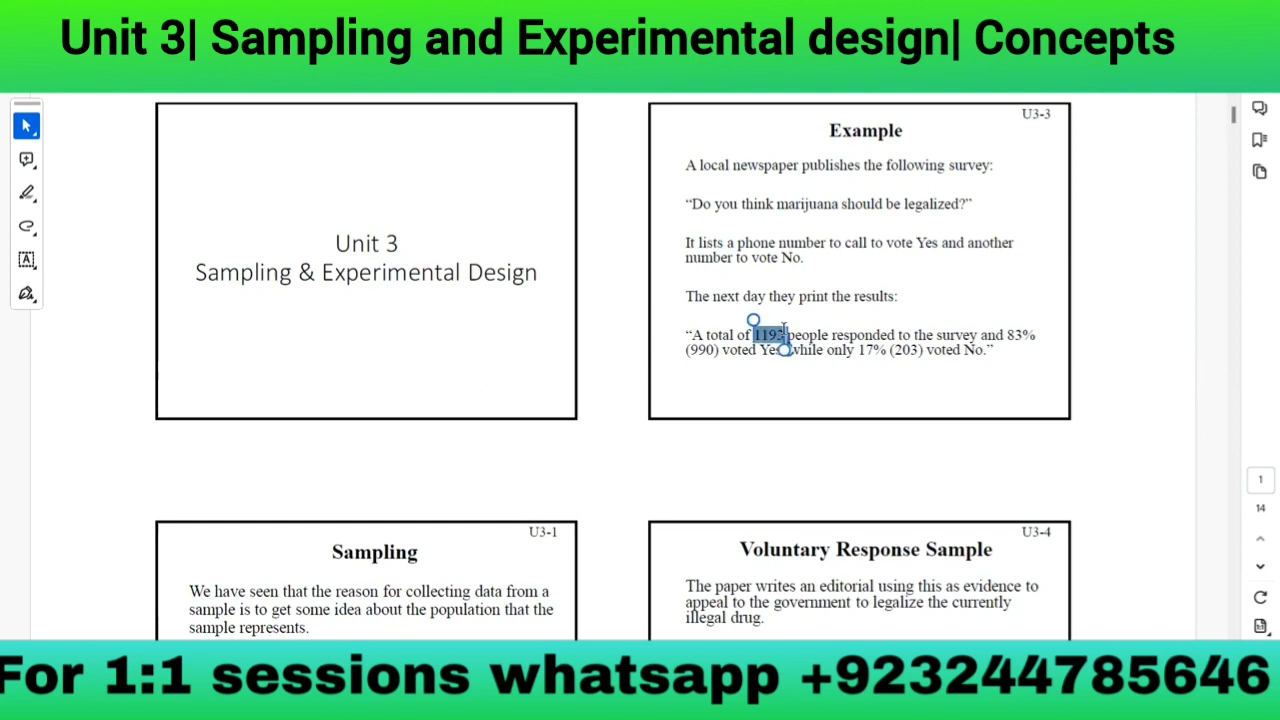 Unit 3| Sampling and Experimental design| Concepts
Unit 3
Sampling & Experimental Design
U3-3
Example
A local newspaper publishes the following survey:
“Do you think marijuana should be legalized?”
It lists a phone number to call to vote Yes and another
number to vote No.
The next day they print the results:
“A total of 1193 people responded to the survey and 83%
(990) voted Yes while only 17% (203) voted No.”
U3-1
Sampling
We have seen that the reason for collecting data from a
sample is to get some idea about the population that the
sample represents.
U3-4
Voluntary Response Sample
The paper writes an editorial using this as evidence to
appeal to the government to legalize the currently
illegal drug.
1
14
For 1:1 sessions whatsapp +923244785646